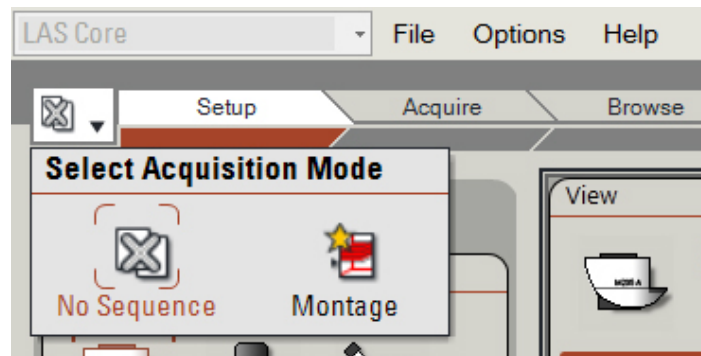 LAS Core File Options Help
Setup Acquire Browse
Select Acquisition Mode
View
No Sequence Montage